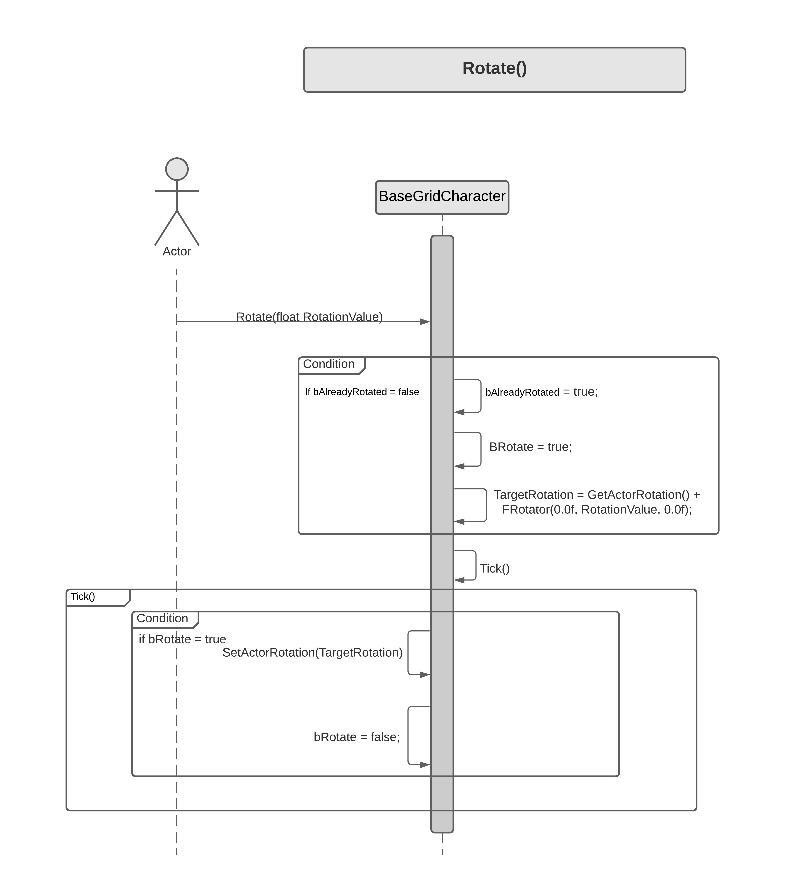 Rotate()
BaseGridCharacter
Actor
Rotate(float RotationValue)
Condition
If bAlreadyRotated = false
bAlreadyRotated = true;
BRotate = true;
TargetRotation = GetActorRotation() +
FRotator(0.0f, RotationValue, 0.0f);
Tick()
Tick()
Condition
if bRotate = true
SetActorRotation(TargetRotation)
bRotate = false;